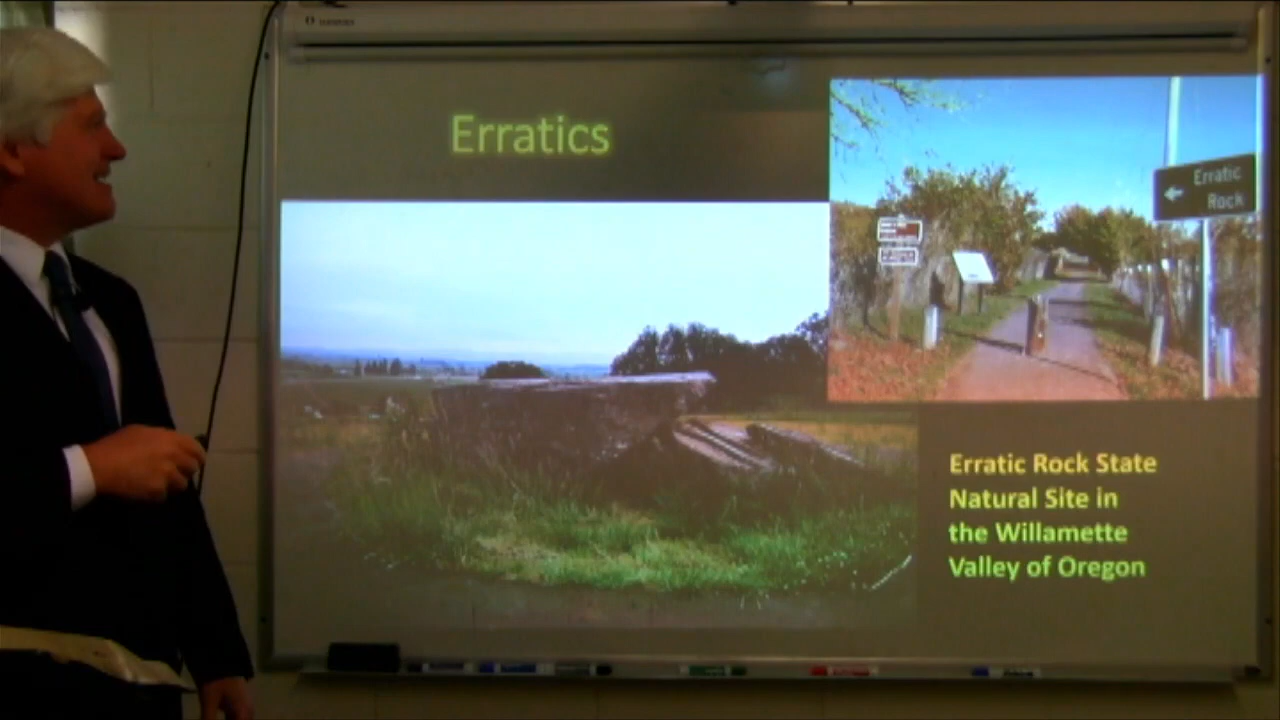 Erratics
Erratic
Rock
Erratic Rock State
Natural Site in
the Willamette
Valley of Oregon